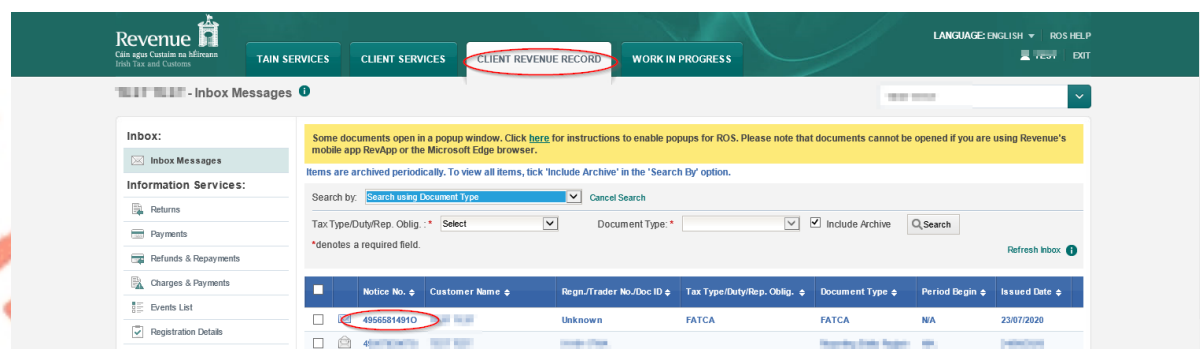 Revenue
Cáin agus Custaim na hÉireann
Irish Tax and Customs
LANGUAGE: ENGLISH ROS HELP
TAIN SERVICES CLIENT SERVICES CLIENT REVENUE RECORD WORK IN PROGRESS
EXIT
- Inbox Messages
Inbox:
Inbox Messages
Information Services:
Returns
Payments
Refunds & Repayments
Charges & Payments
Events List
Registration Details
Some documents open in a popup window. Click here for instructions to enable popups for ROS. Please note that documents cannot be opened if you are using Revenue's
mobile app RevApp or the Microsoft Edge browser.
Items are archived periodically. To view all items, tick 'Include Archive' in the 'Search By' option.
Search by: Search using Document Type Cancel Search
Tax Type/Duty/Rep. Oblig. : * Select Document Type: * Include Archive Search
*denotes a required field.
Refresh Inbox
Notice No. Customer Name Regn./Trader No./Doc ID Tax Type/Duty/Rep. Oblig. Document Type Period Begin Issued Date
4956581491O Unknown FATCA FATCA N/A 23/07/2020